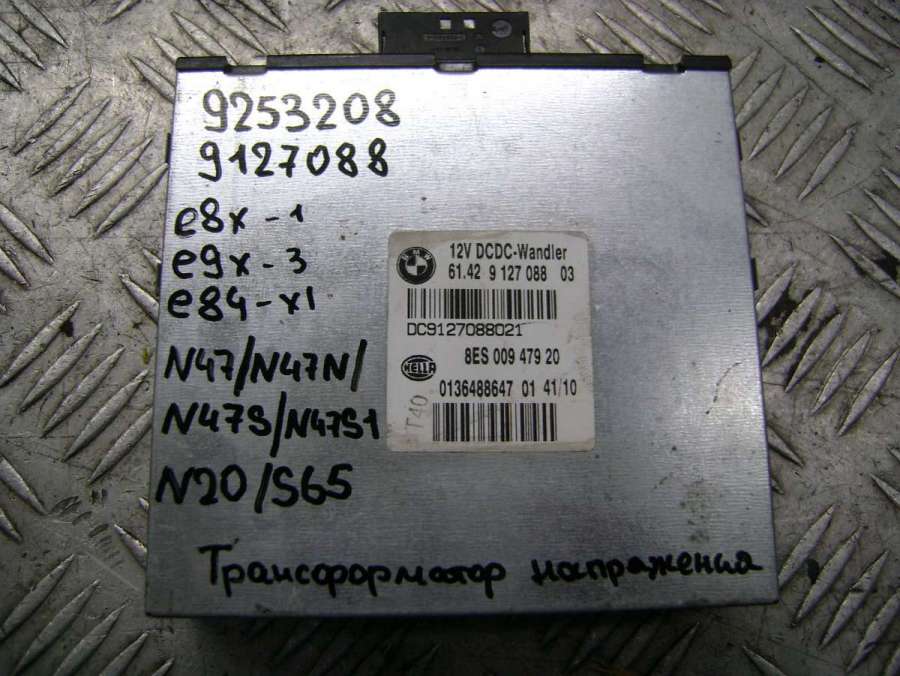 9253208
9127088
e8x - 1
e9x - 3
e84 - x1
N47/N47N/
N47S/N47S1
N20/S65
Трансформатор напряжения
BMW
12V DCDC-Wandler
61.42 9 127 088 03
DC9127088021
HELLA
8ES 009 479 20
0136488647 01 41/10
T40